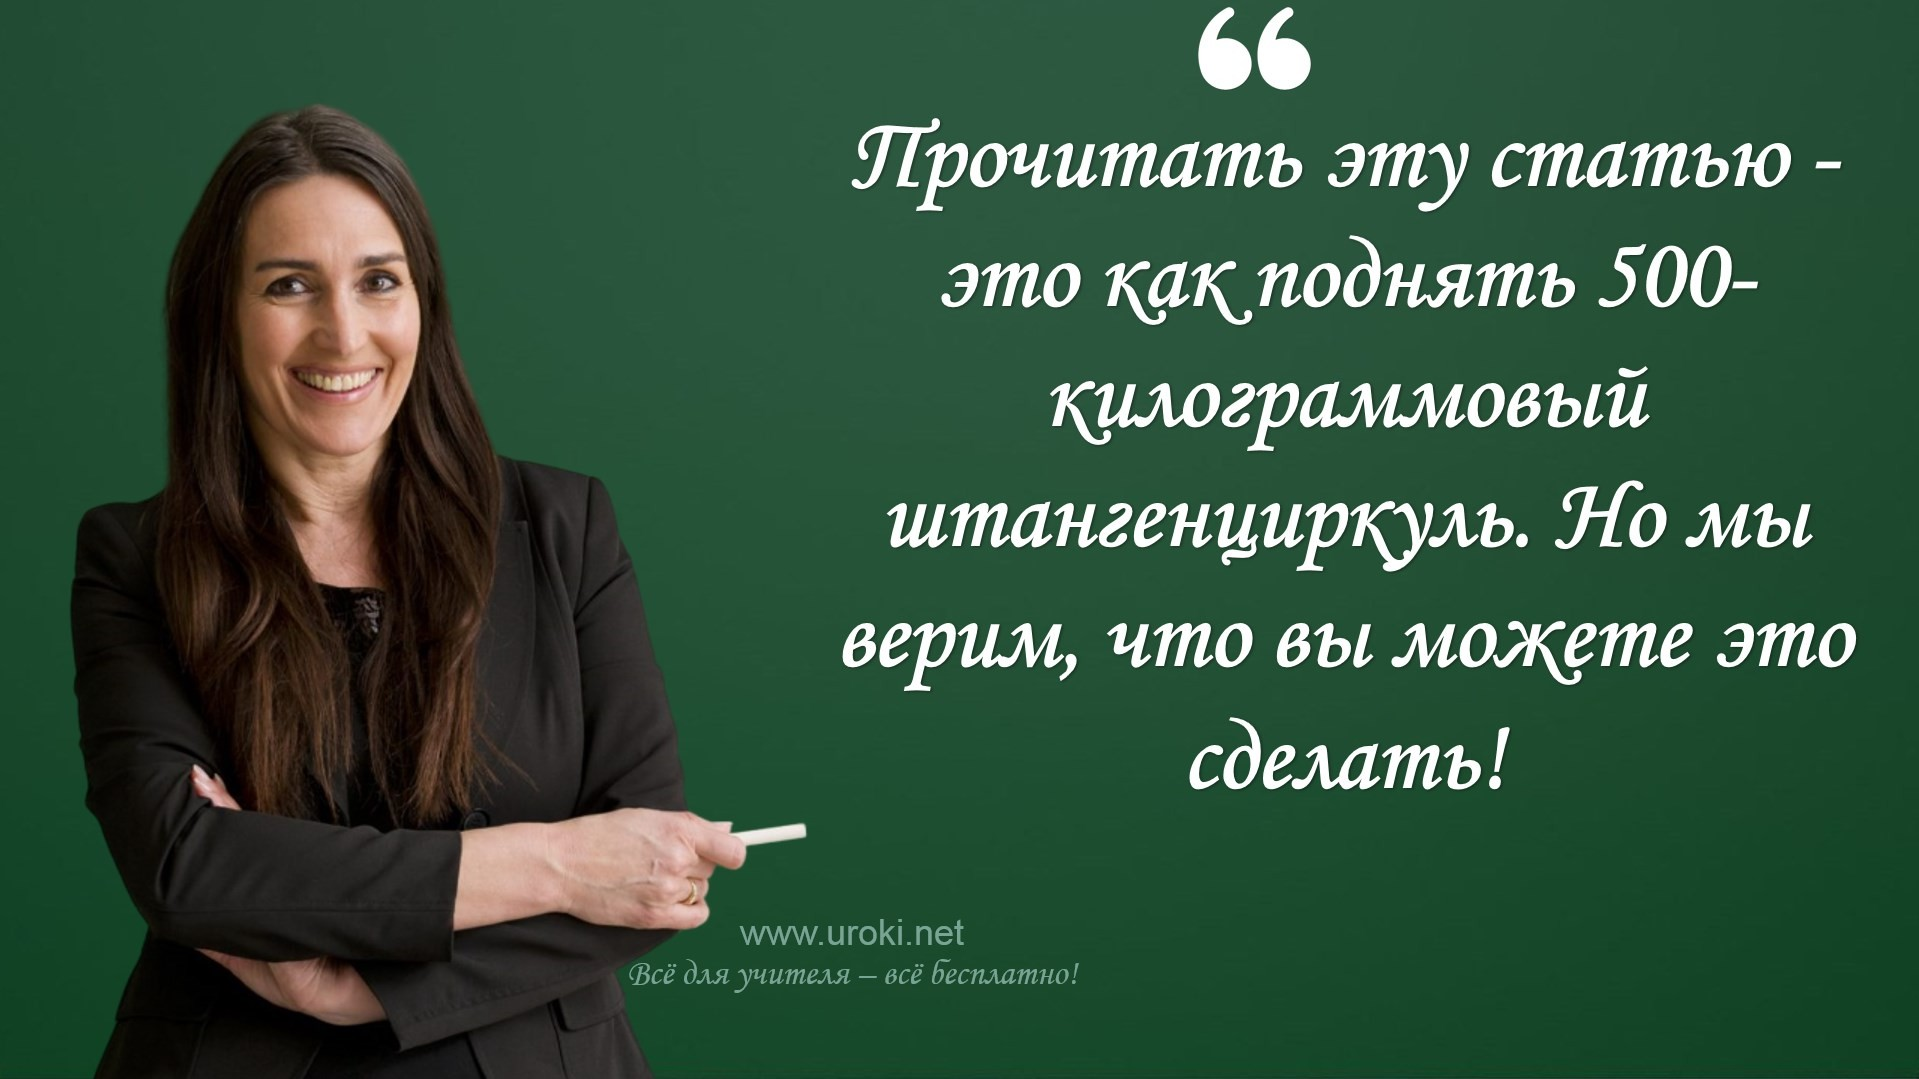 “
Прочитать эту статью -
это как поднять 500-
килограммовый
штангенциркуль. Но мы
верим, что вы можете это
сделать!
www.uroki.net
Всё для учителя – всё бесплатно!